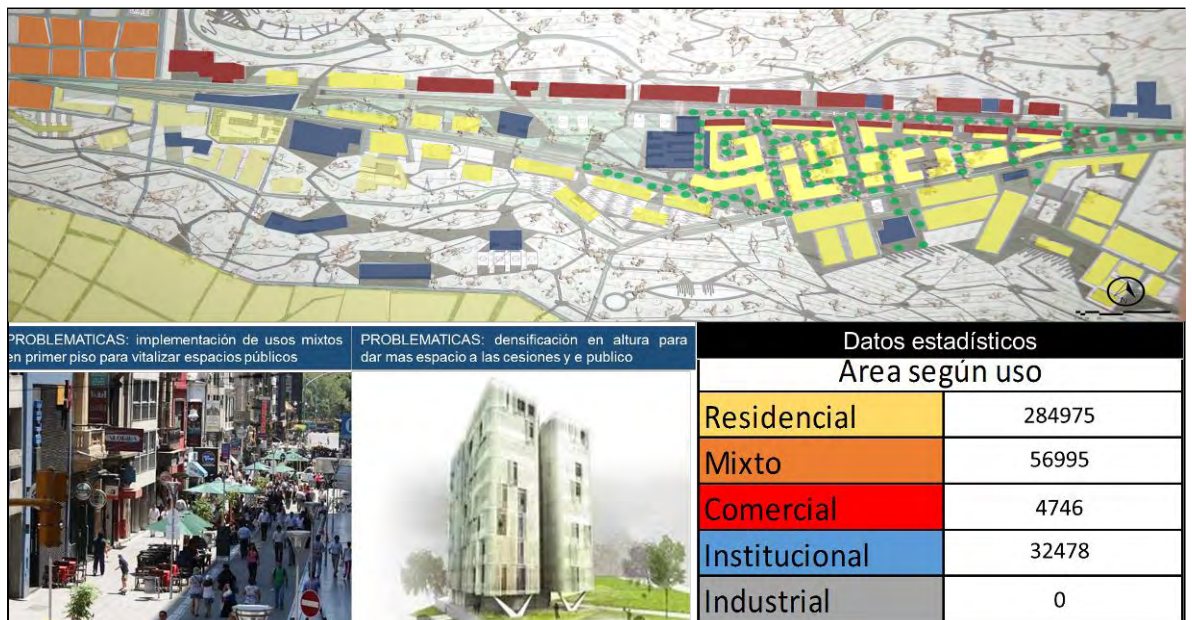 PROBLEMATICAS: implementación de usos mixtos
en primer piso para vitalizar espacios públicos
PROBLEMATICAS: densificación en altura para
dar mas espacio a las cesiones y e publico
Datos estadísticos
Area según uso
Residencial 284975
Mixto 56995
Comercial 4746
Institucional 32478
Industrial 0